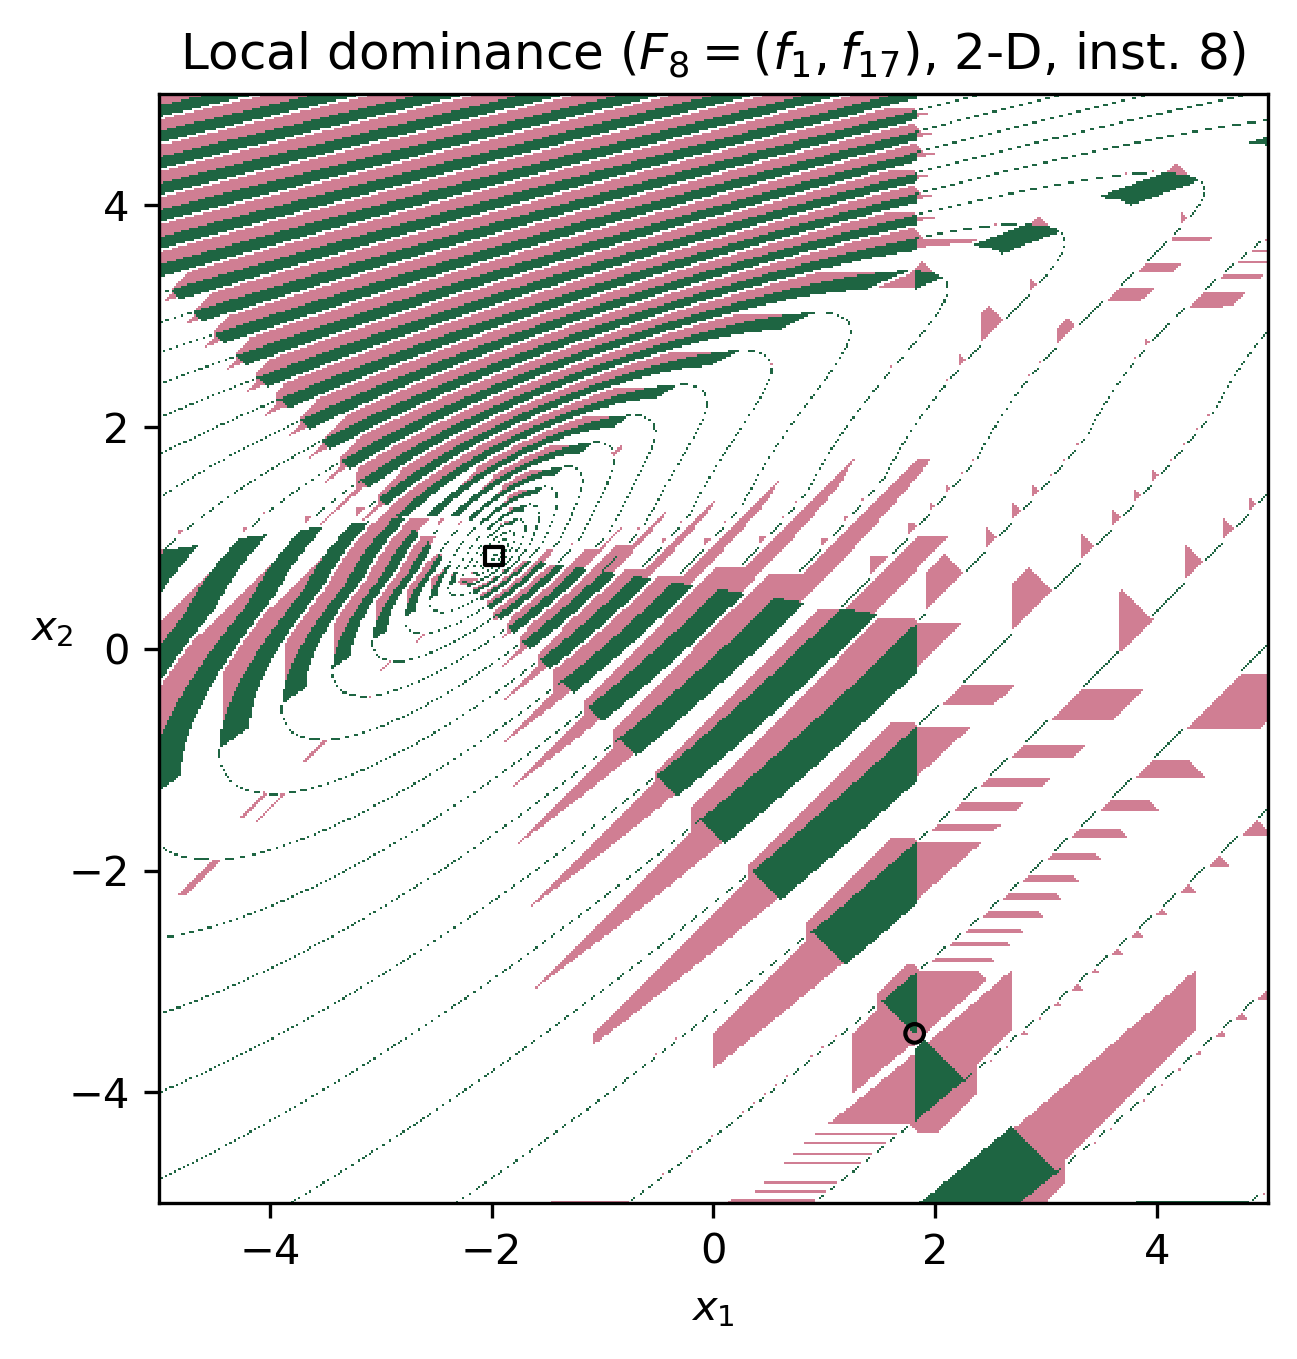 Local dominance (F₈ = (f₁, f₁₇), 2-D, inst. 8)
4
2
x₂
0
−2
−4
−4 −2 0 2 4
x₁